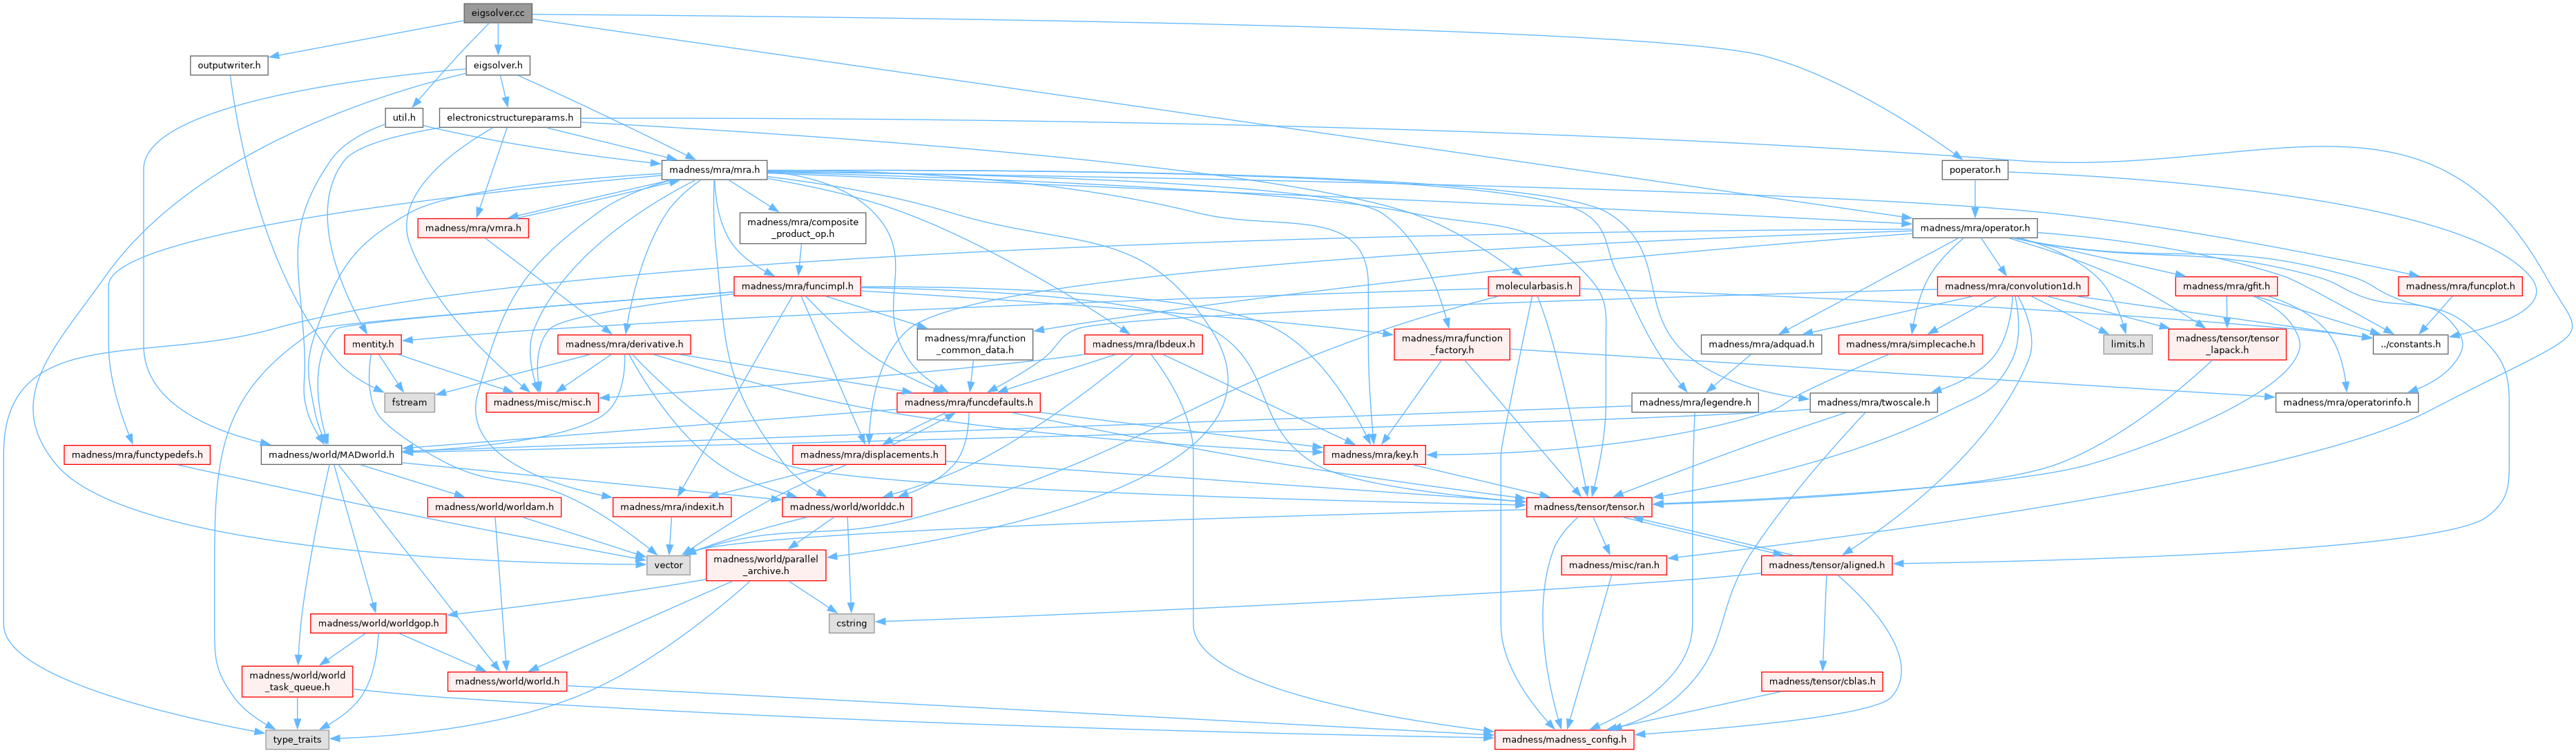 eigsolver.cc
outputwriter.h
eigsolver.h
util.h
electronicstructureparams.h
madness/mra/mra.h
poperator.h
madness/mra/vmra.h
madness/mra/composite
_product_op.h
madness/mra/operator.h
madness/mra/funcimpl.h
molecularbasis.h
madness/mra/convolution1d.h
madness/mra/gfit.h
madness/mra/funcplot.h
mentity.h
madness/mra/derivative.h
madness/mra/function
_common_data.h
madness/mra/lbdeux.h
madness/mra/function
_factory.h
madness/mra/adquad.h
madness/mra/simplecache.h
limits.h
madness/tensor/tensor
_lapack.h
../constants.h
fstream
madness/misc/misc.h
madness/mra/funcdefaults.h
madness/mra/legendre.h
madness/mra/twoscale.h
madness/mra/operatorinfo.h
madness/mra/functypedefs.h
madness/world/MADworld.h
madness/mra/displacements.h
madness/mra/key.h
madness/world/worldam.h
madness/mra/indexit.h
madness/world/worlddc.h
madness/tensor/tensor.h
vector
madness/world/parallel
_archive.h
madness/misc/ran.h
madness/tensor/aligned.h
madness/world/worldgop.h
cstring
madness/world/world
_task_queue.h
madness/world/world.h
madness/tensor/cblas.h
type_traits
madness/madness_config.h